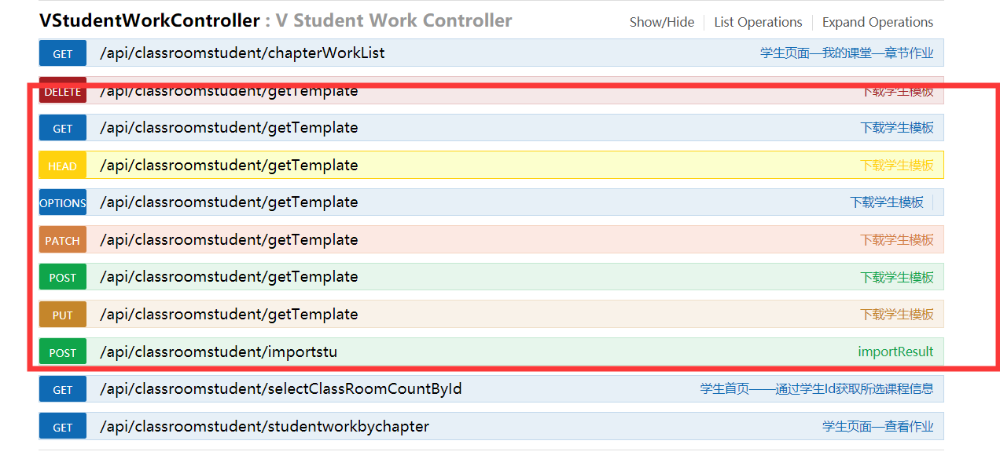 VStudentWorkController : V Student Work Controller Show/Hide List Operations Expand Operations
GET /api/classroomstudent/chapterWorkList 学生页面—我的课堂—章节作业
DELETE /api/classroomstudent/getTemplate 下载学生模板
GET /api/classroomstudent/getTemplate 下载学生模板
HEAD /api/classroomstudent/getTemplate 下载学生模板
OPTIONS /api/classroomstudent/getTemplate 下载学生模板
PATCH /api/classroomstudent/getTemplate 下载学生模板
POST /api/classroomstudent/getTemplate 下载学生模板
PUT /api/classroomstudent/getTemplate 下载学生模板
POST /api/classroomstudent/importstu importResult
GET /api/classroomstudent/selectClassRoomCountById 学生首页——通过学生Id获取所选课程信息
GET /api/classroomstudent/studentworkbychapter 学生页面—查看作业